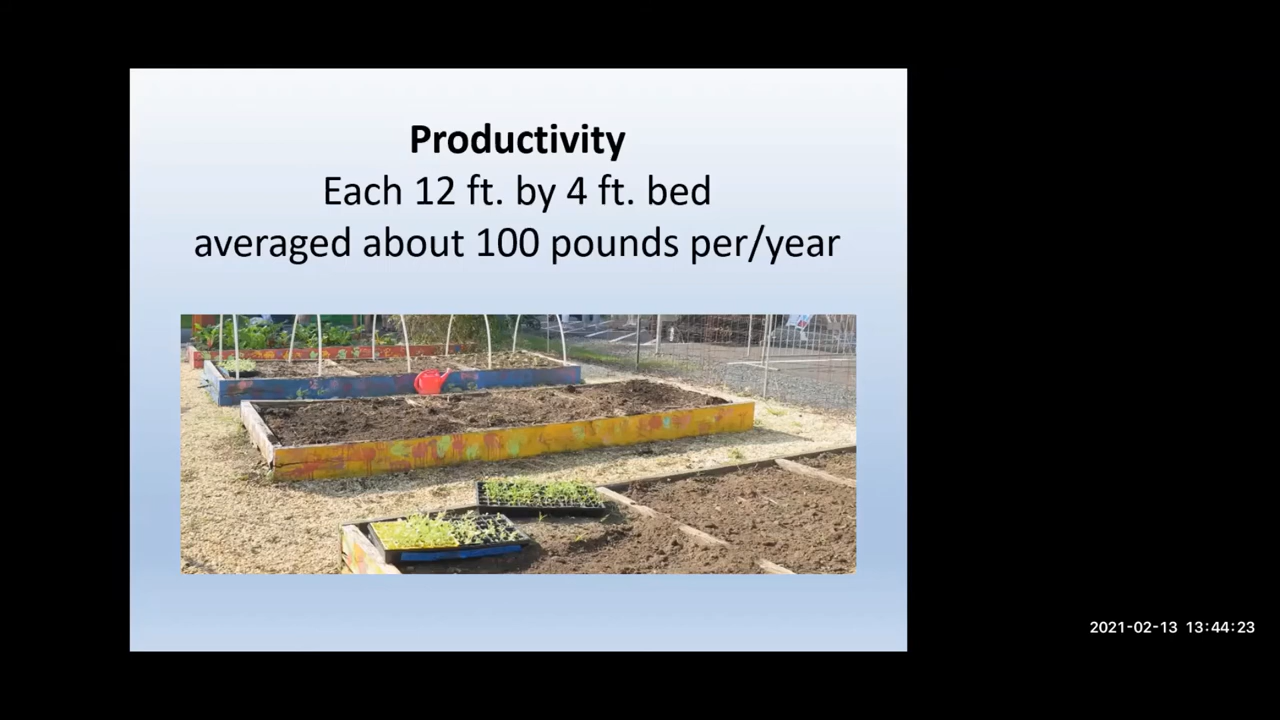 Productivity
Each 12 ft. by 4 ft. bed
averaged about 100 pounds per/year
2021-02-13 13:44:23